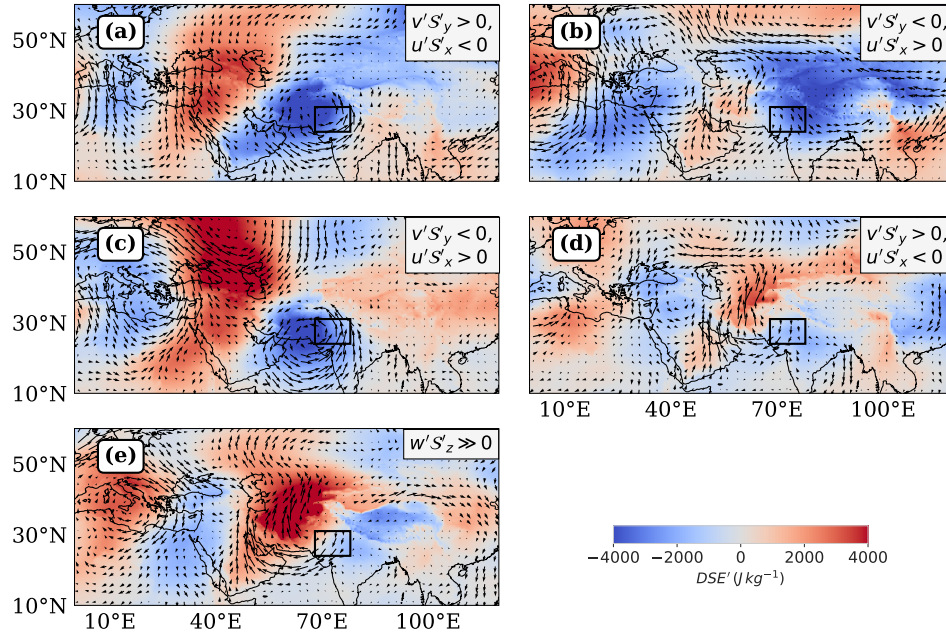 (a)
v′S′y > 0,
u′S′x < 0
50°N
30°N
10°N
(b)
v′S′y < 0,
u′S′x > 0
(c)
v′S′y < 0,
u′S′x > 0
50°N
30°N
10°N
(d)
v′S′y > 0,
u′S′x < 0
10°E 40°E 70°E 100°E
(e)
w′S′z ≫ 0
50°N
30°N
10°N
10°E 40°E 70°E 100°E
−4000 −2000 0 2000 4000
DSE′ (J kg⁻¹)